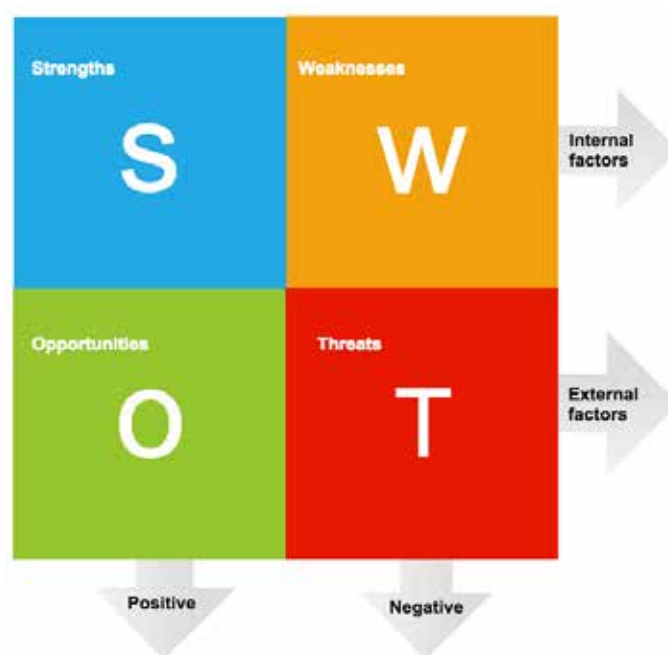 Strengths
S
Weaknesses
W
Internal
factors
Opportunities
O
Threats
T
External
factors
Positive
Negative